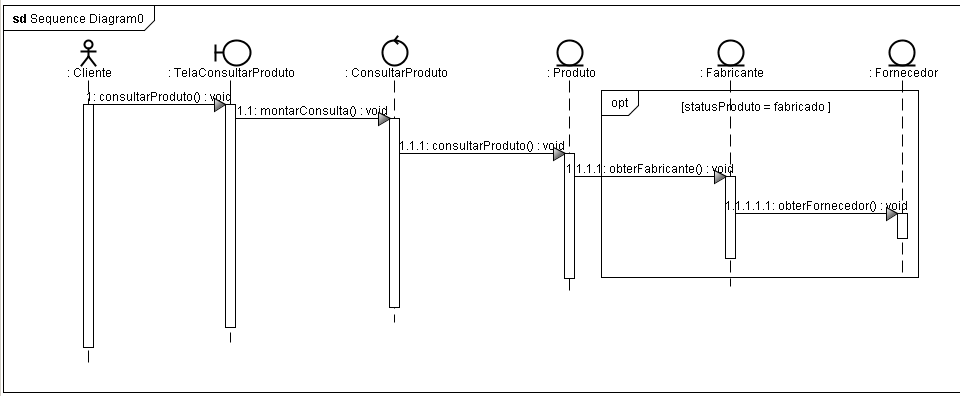 sd Sequence Diagram0
: Cliente
: TelaConsultarProduto
: ConsultarProduto
: Produto
: Fabricante
: Fornecedor
1: consultarProduto() : void
opt
[statusProduto = fabricado ]
1.1: montarConsulta() : void
1.1.1: consultarProduto() : void
1.1.1.1: obterFabricante() : void
1.1.1.1.1: obterFornecedor() : void